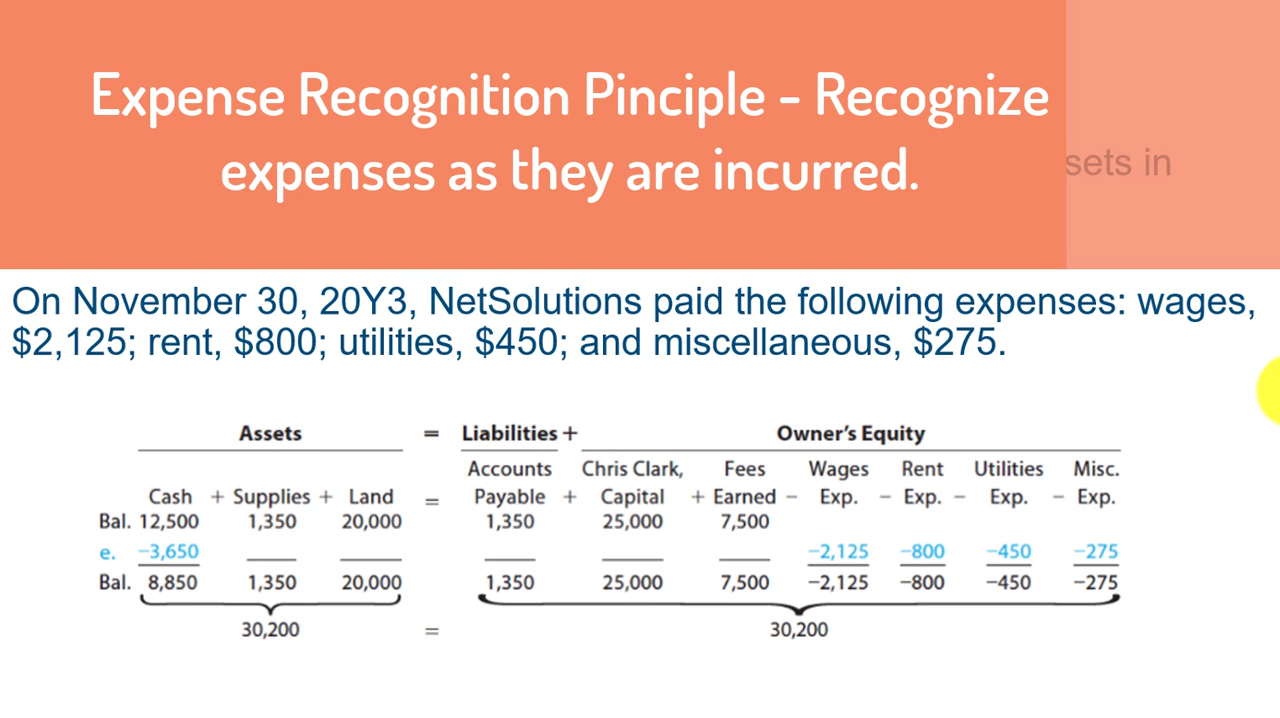 Expense Recognition Pinciple - Recognize
expenses as they are incurred.
sets in
On November 30, 20Y3, NetSolutions paid the following expenses: wages,
$2,125; rent, $800; utilities, $450; and miscellaneous, $275.
Assets = Liabilities + Owner's Equity
Accounts Chris Clark, Fees Wages Rent Utilities Misc.
Cash + Supplies + Land = Payable + Capital + Earned − Exp. − Exp. − Exp. − Exp.
Bal. 12,500 1,350 20,000 1,350 25,000 7,500
e. −3,650 −2,125 −800 −450 −275
Bal. 8,850 1,350 20,000 1,350 25,000 7,500 −2,125 −800 −450 −275
30,200 = 30,200